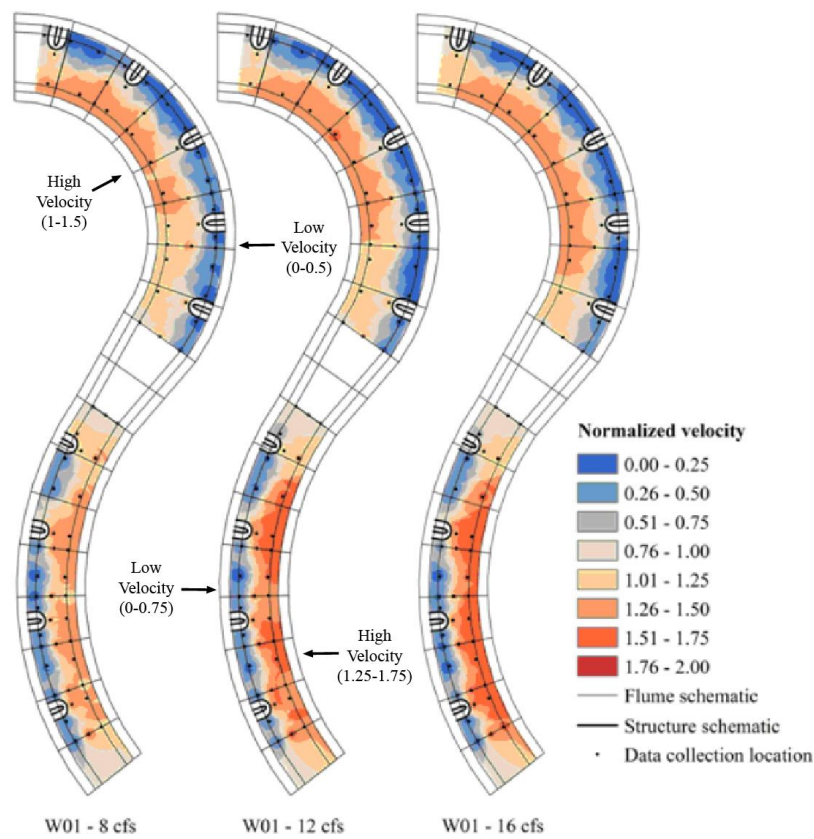 High
Velocity
(1-1.5)
Low
Velocity
(0-0.5)
Low
Velocity
(0-0.75)
High
Velocity
(1.25-1.75)
Normalized velocity
0.00 - 0.25
0.26 - 0.50
0.51 - 0.75
0.76 - 1.00
1.01 - 1.25
1.26 - 1.50
1.51 - 1.75
1.76 - 2.00
Flume schematic
Structure schematic
Data collection location
W01 - 8 cfs
W01 - 12 cfs
W01 - 16 cfs